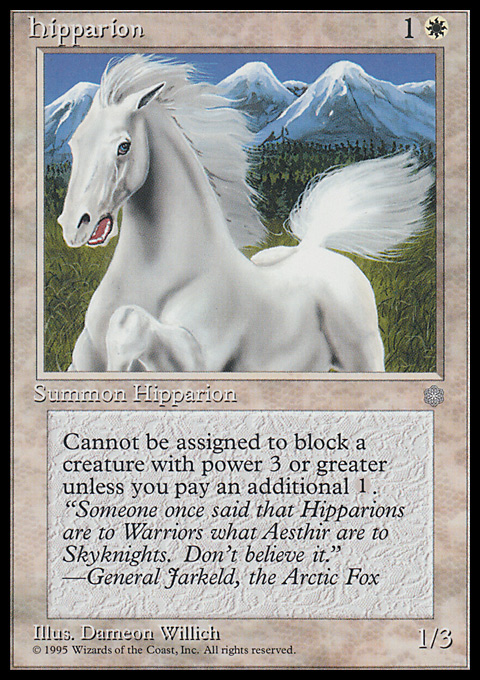 Hipparion 1
Summon Hipparion
Cannot be assigned to block a
creature with power 3 or greater
unless you pay an additional 1.
“Someone once said that Hipparions
are to Warriors what Aesthir are to
Skyknights. Don’t believe it.”
—General Jarkeld, the Arctic Fox
Illus. Dameon Willich
1/3
© 1995 Wizards of the Coast, Inc. All rights reserved.